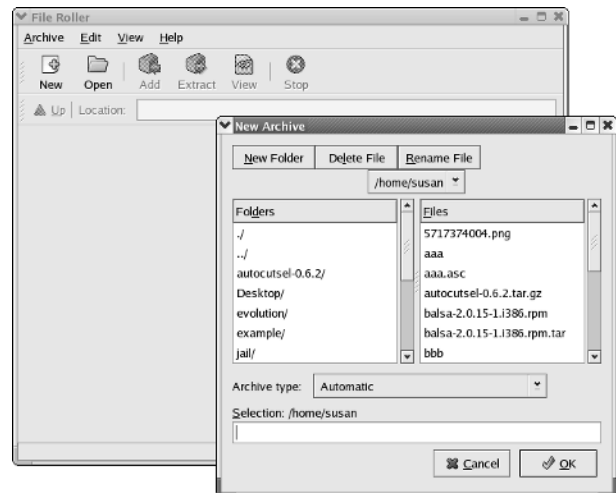 File Roller
Archive Edit View Help
New Open Add Extract View Stop
Up Location:
New Archive
New Folder Delete File Rename File
/home/susan
Folders
./
../
autocutsel-0.6.2/
Desktop/
evolution/
example/
jail/
Files
5717374004.png
aaa
aaa.asc
autocutsel-0.6.2.tar.gz
balsa-2.0.15-1.i386.rpm
balsa-2.0.15-1.i386.rpm.tar
bbb
Archive type: Automatic
Selection: /home/susan
Cancel OK